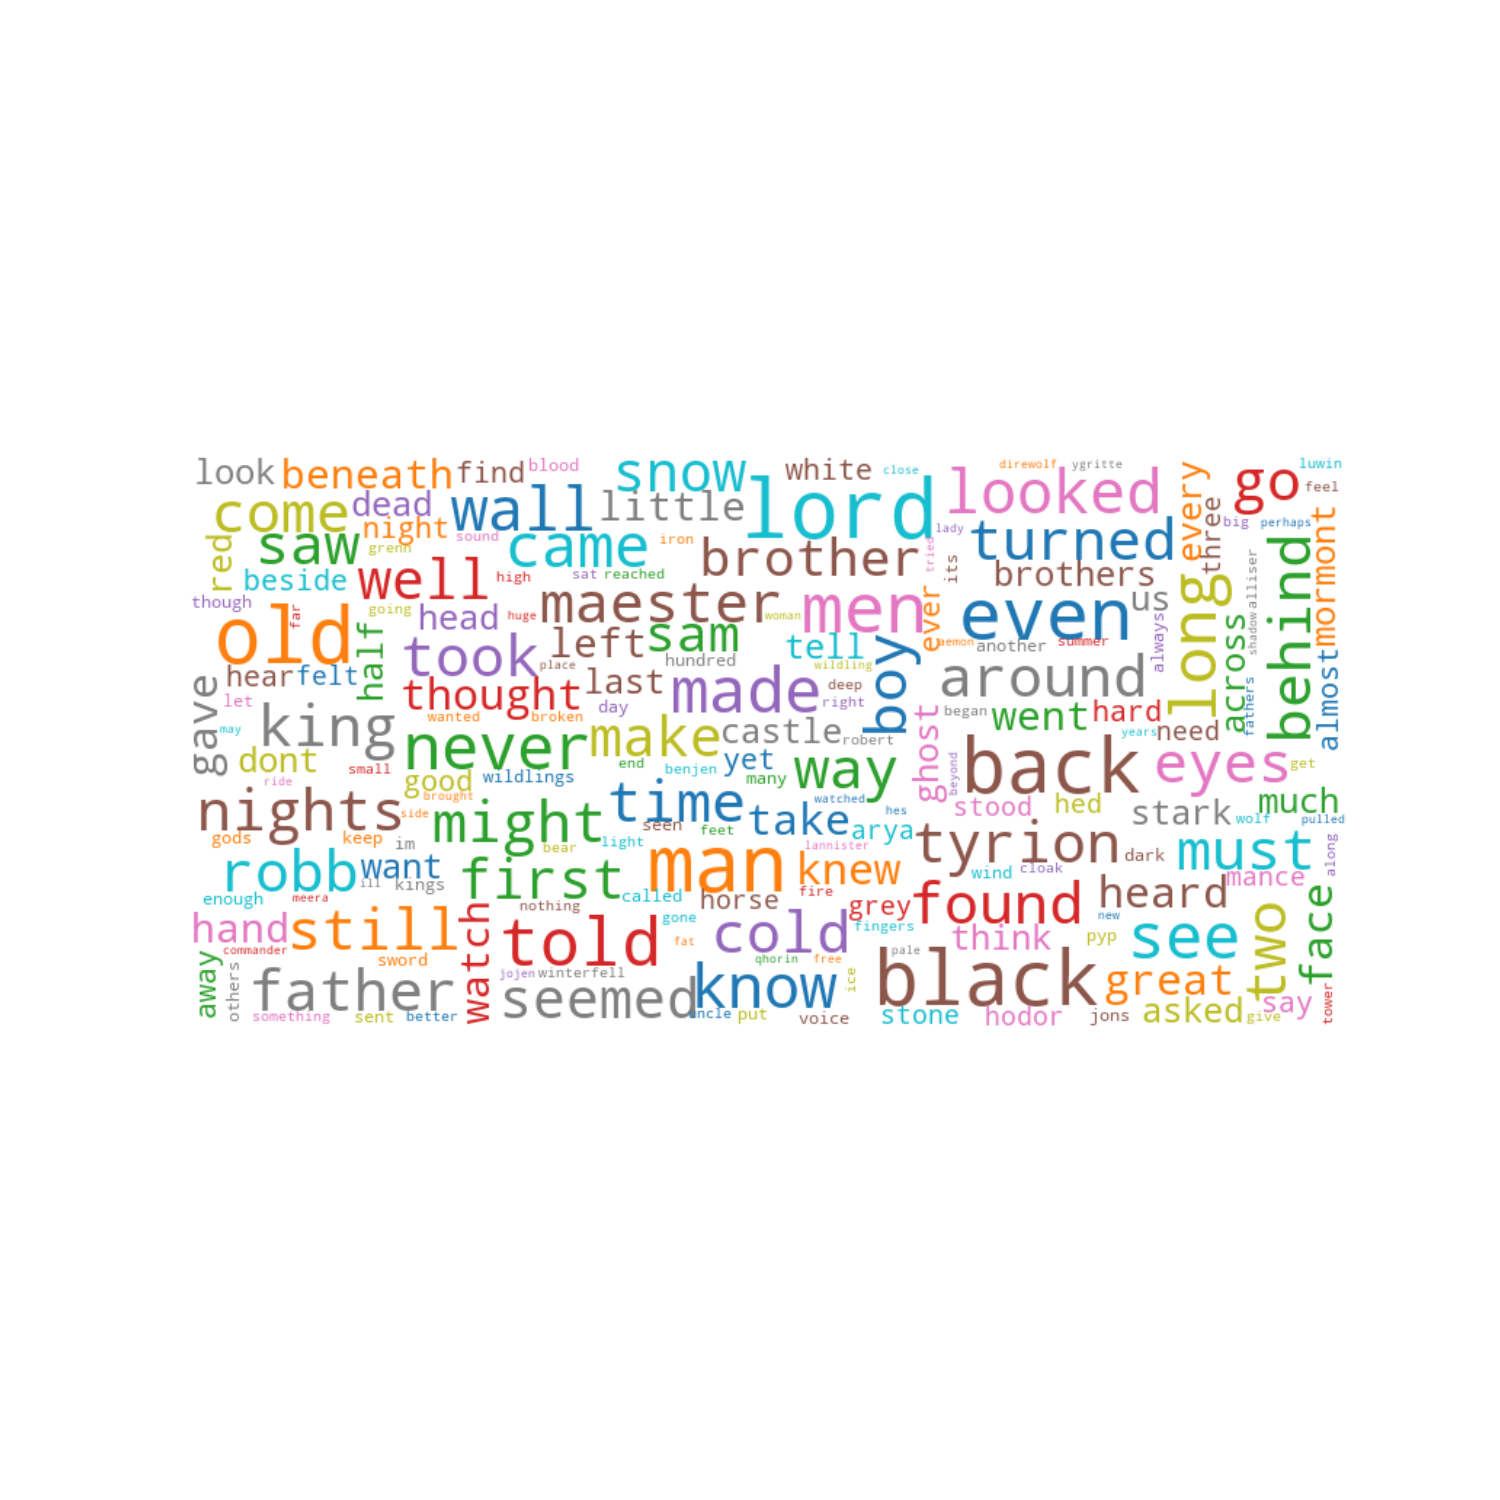 look beneath find blood snow lord white close looked direwolf ygritte every go luwin
feel
come dead wall little turned three big perhaps
night sound lady
red saw grenn came iron brother tried its brothers behind mormont
beside well high sat reached shadow alliser
though going head huge maester woman men ever even us long
old far half took left sam tell boy aemon another summer always across almost
hundred wildling
place
hear felt thought last made deep right around fathers
gave let wanted broken day began went hard
may king never make castle robert ghost years need
dont end benjen yet many way beyond back eyes get
ride small good wildlings
brought watched hes stood hed stark much
nights side might time take wolf pulled
gods keep im seen feet arya tyrion must along
bear light lannister dark
robb want first man knew wind cloak mance
ill kings
enough meera called horse fire heard
nothing grey found new face
hand still watch told gone cold fingers think pyp see two
commander fat
sword qhorin free pale
away others father jojen winterfell seemed know ice black great say tower
something sent better uncle put voice stone hodor jons asked give